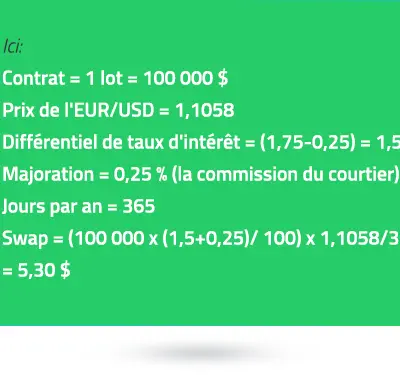 Ici:
Contrat = 1 lot = 100 000 $
Prix de l'EUR/USD = 1,1058
Différentiel de taux d'intérêt = (1,75-0,25) = 1,5
Majoration = 0,25 % (la commission du courtier)
Jours par an = 365
Swap = (100 000 x (1,5+0,25)/ 100) x 1,1058/3
= 5,30 $